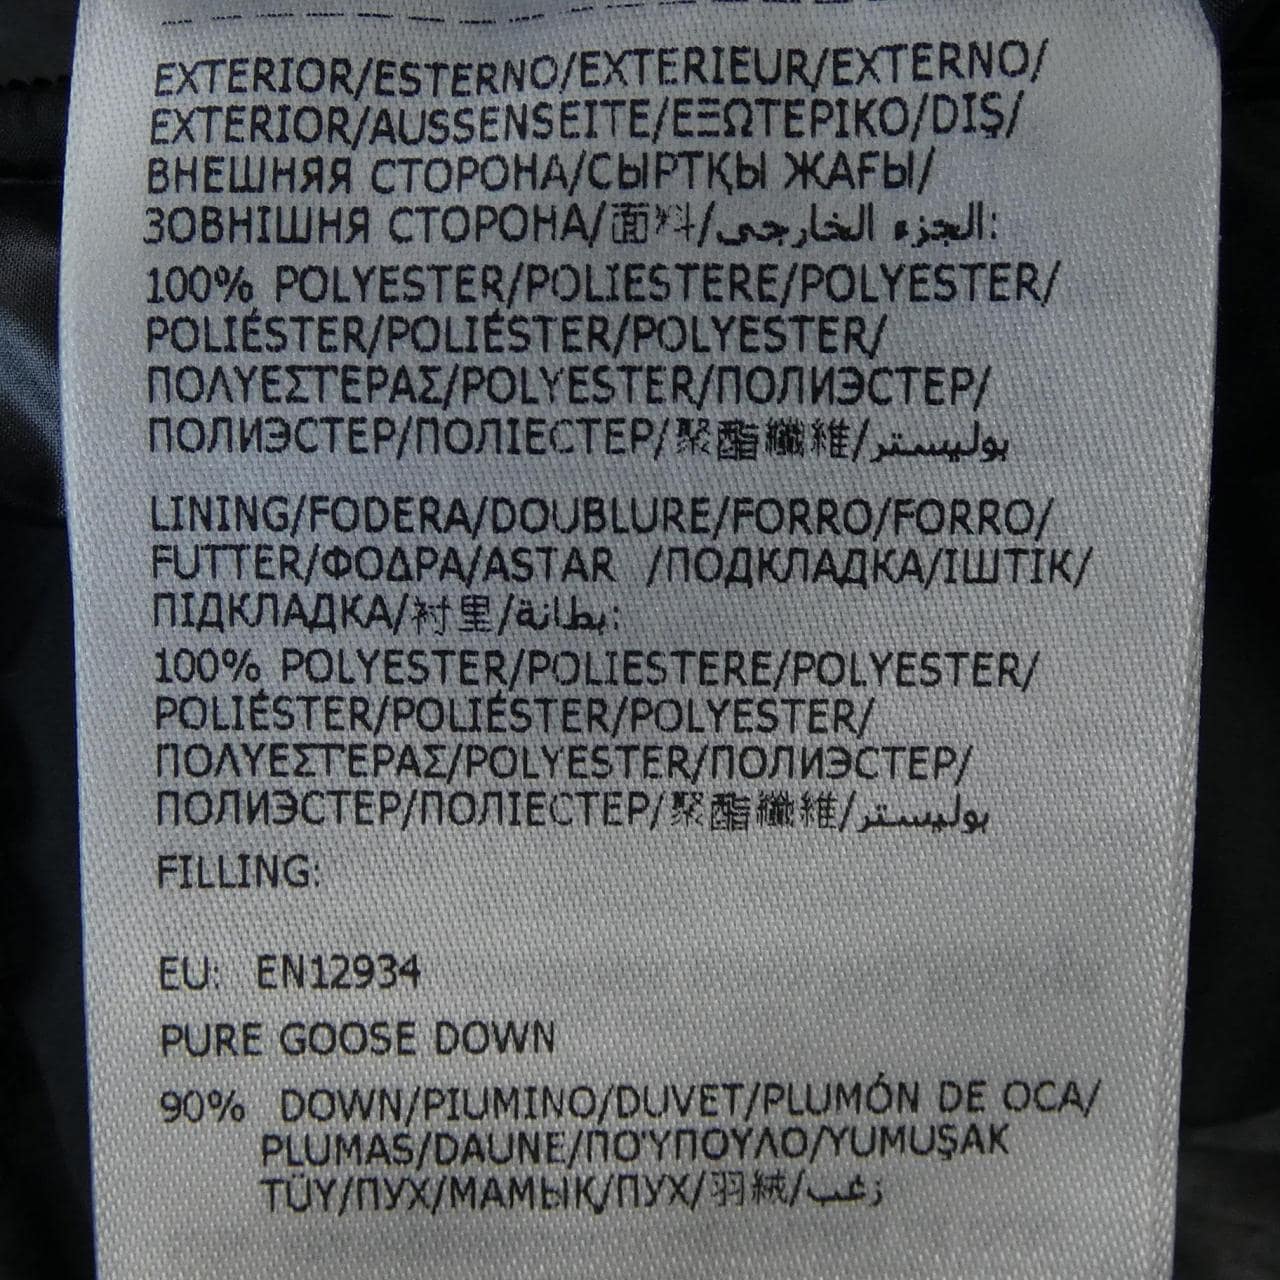 EXTERIOR/ESTERNO/EXTERIEUR/EXTERNO/
EXTERIOR/AUSSENSEITE/ΕΞΩΤΕΡΙΚΟ/DIŞ/
ВНЕШНЯЯ СТОРОНА/СЫРТҚЫ ЖАҒЫ/
ЗОВНІШНЯ СТОРОНА/面料/الجزء الخارجي:
100% POLYESTER/POLIESTERE/POLYESTER/
POLIÉSTER/POLIÉSTER/POLYESTER/
ΠΟΛΥΕΣΤΕΡΑΣ/POLYESTER/ПОЛИЭСТЕР/
ПОЛИЭСТЕР/ПОЛІЕСТЕР/聚酯纖維/بوليستر
LINING/FODERA/DOUBLURE/FORRO/FORRO/
FUTTER/ΦΟΔΡΑ/ASTAR /ПОДКЛАДКА/ІШТІК/
ПІДКЛАДКА/衬里/بطانة:
100% POLYESTER/POLIESTERE/POLYESTER/
POLIÉSTER/POLIÉSTER/POLYESTER/
ΠΟΛΥΕΣΤΕΡΑΣ/POLYESTER/ПОЛИЭСТЕР/
ПОЛИЭСТЕР/ПОЛІЕСТЕР/聚酯纖維/بوليستر
FILLING:
EU: EN12934
PURE GOOSE DOWN
90% DOWN/PIUMINO/DUVET/PLUMÓN DE OCA/
PLUMAS/DAUNE/ΠΟΎΠΟΥΛΟ/YUMUŞAK
TÜY/ПУХ/МАМЫҚ/ПУХ/羽絨/زغب